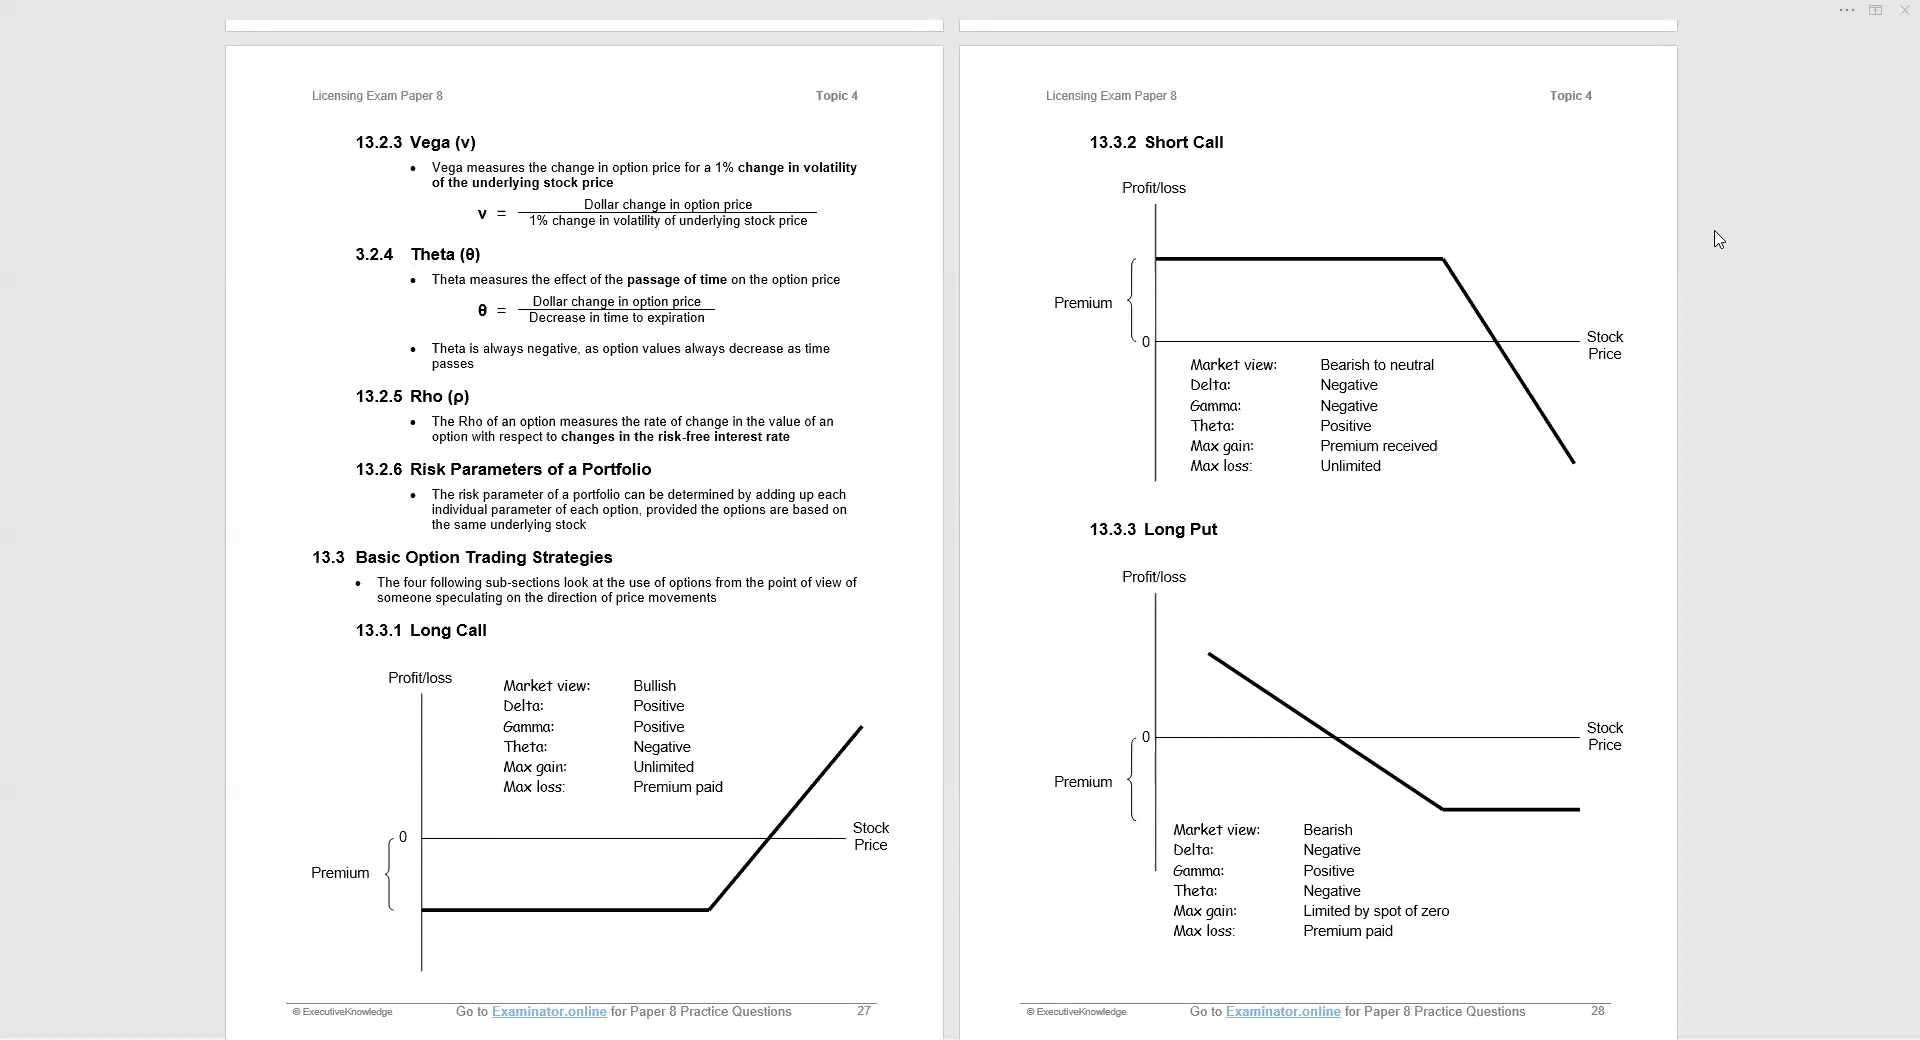 Licensing Exam Paper 8 Topic 4
13.2.3 Vega (v)
• Vega measures the change in option price for a 1% change in volatility
of the underlying stock price
v = Dollar change in option price
1% change in volatility of underlying stock price
3.2.4 Theta (θ)
• Theta measures the effect of the passage of time on the option price
θ = Dollar change in option price
Decrease in time to expiration
• Theta is always negative, as option values always decrease as time
passes
13.2.5 Rho (ρ)
• The Rho of an option measures the rate of change in the value of an
option with respect to changes in the risk-free interest rate
13.2.6 Risk Parameters of a Portfolio
• The risk parameter of a portfolio can be determined by adding up each
individual parameter of each option, provided the options are based on
the same underlying stock
13.3 Basic Option Trading Strategies
• The four following sub-sections look at the use of options from the point of view of
someone speculating on the direction of price movements
13.3.1 Long Call
Profit/loss
Market view: Bullish
Delta: Positive
Gamma: Positive
Theta: Negative
Max gain: Unlimited
Max loss: Premium paid
0
Stock
Price
Premium
© ExecutiveKnowledge Go to Examinator.online for Paper 8 Practice Questions 27
Licensing Exam Paper 8 Topic 4
13.3.2 Short Call
Profit/loss
Premium
0
Stock
Price
Market view: Bearish to neutral
Delta: Negative
Gamma: Negative
Theta: Positive
Max gain: Premium received
Max loss: Unlimited
13.3.3 Long Put
Profit/loss
0
Stock
Price
Premium
Market view: Bearish
Delta: Negative
Gamma: Positive
Theta: Negative
Max gain: Limited by spot of zero
Max loss: Premium paid
© ExecutiveKnowledge Go to Examinator.online for Paper 8 Practice Questions 28